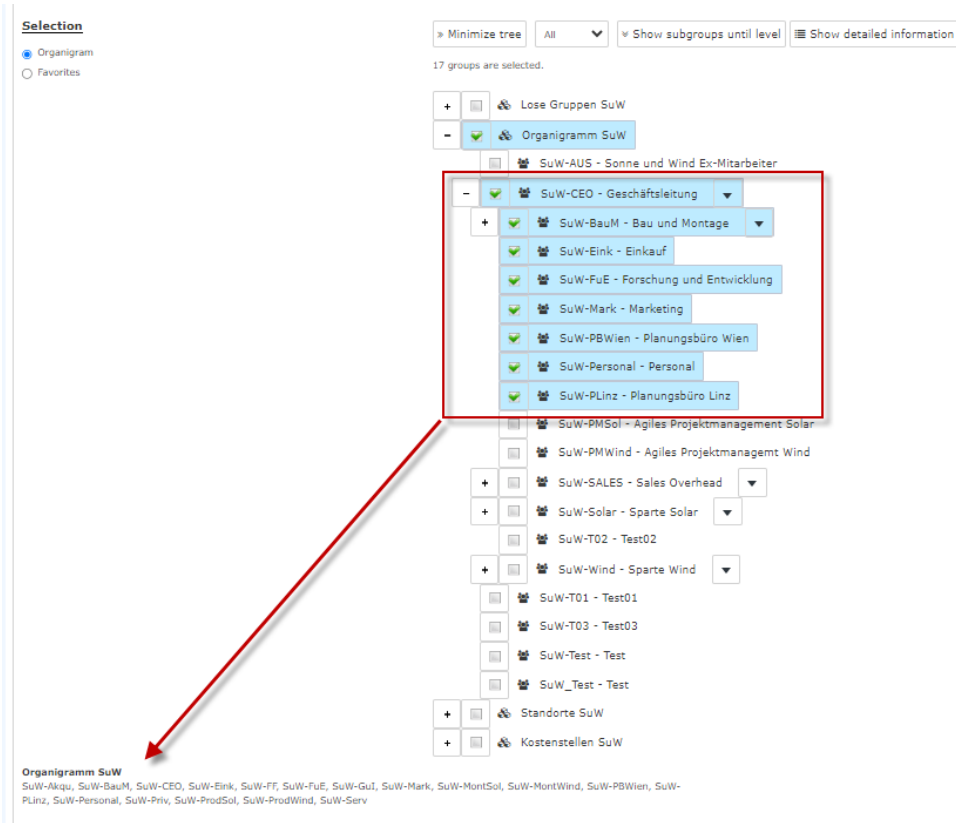 Selection
Organigram
Favorites
» Minimize tree
All
Show subgroups until level
Show detailed information
17 groups are selected.
+ Lose Gruppen SuW
- Organigramm SuW
SuW-AUS - Sonne und Wind Ex-Mitarbeiter
- SuW-CEO - Geschäftsleitung
+ SuW-BauM - Bau und Montage
SuW-Eink - Einkauf
SuW-FuE - Forschung und Entwicklung
SuW-Mark - Marketing
SuW-PBWien - Planungsbüro Wien
SuW-Personal - Personal
SuW-PLinz - Planungsbüro Linz
SuW-PMSol - Agiles Projektmanagement Solar
SuW-PMWind - Agiles Projektmanagemt Wind
+ SuW-SALES - Sales Overhead
+ SuW-Solar - Sparte Solar
SuW-T02 - Test02
+ SuW-Wind - Sparte Wind
SuW-T01 - Test01
SuW-T03 - Test03
SuW-Test - Test
SuW_Test - Test
+ Standorte SuW
+ Kostenstellen SuW
Organigramm SuW
SuW-Akqu, SuW-BauM, SuW-CEO, SuW-Eink, SuW-FF, SuW-FuE, SuW-GuI, SuW-Mark, SuW-MontSol, SuW-MontWind, SuW-PBWien, SuW-
PLinz, SuW-Personal, SuW-Priv, SuW-ProdSol, SuW-ProdWind, SuW-Serv